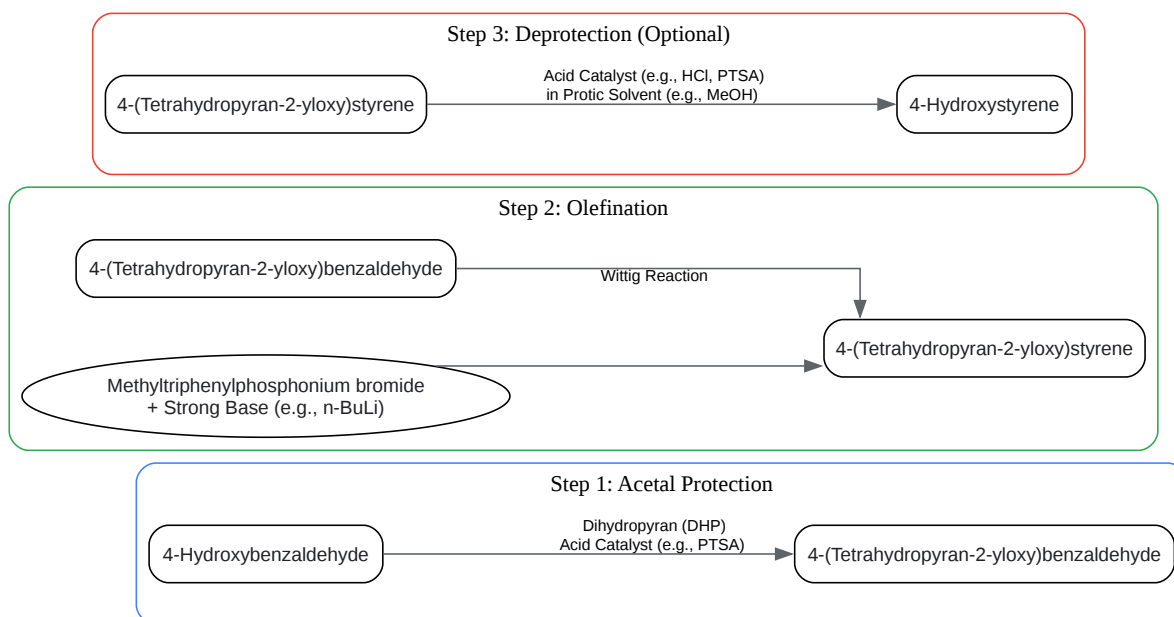 Step 3: Deprotection (Optional)
4-(Tetrahydropyran-2-yloxy)styrene
Acid Catalyst (e.g., HCl, PTSA)
in Protic Solvent (e.g., MeOH)
4-Hydroxystyrene
Step 2: Olefination
4-(Tetrahydropyran-2-yloxy)benzaldehyde
Wittig Reaction
4-(Tetrahydropyran-2-yloxy)styrene
Methyltriphenylphosphonium bromide
+ Strong Base (e.g., n-BuLi)
Step 1: Acetal Protection
4-Hydroxybenzaldehyde
Dihydropyran (DHP)
Acid Catalyst (e.g., PTSA)
4-(Tetrahydropyran-2-yloxy)benzaldehyde